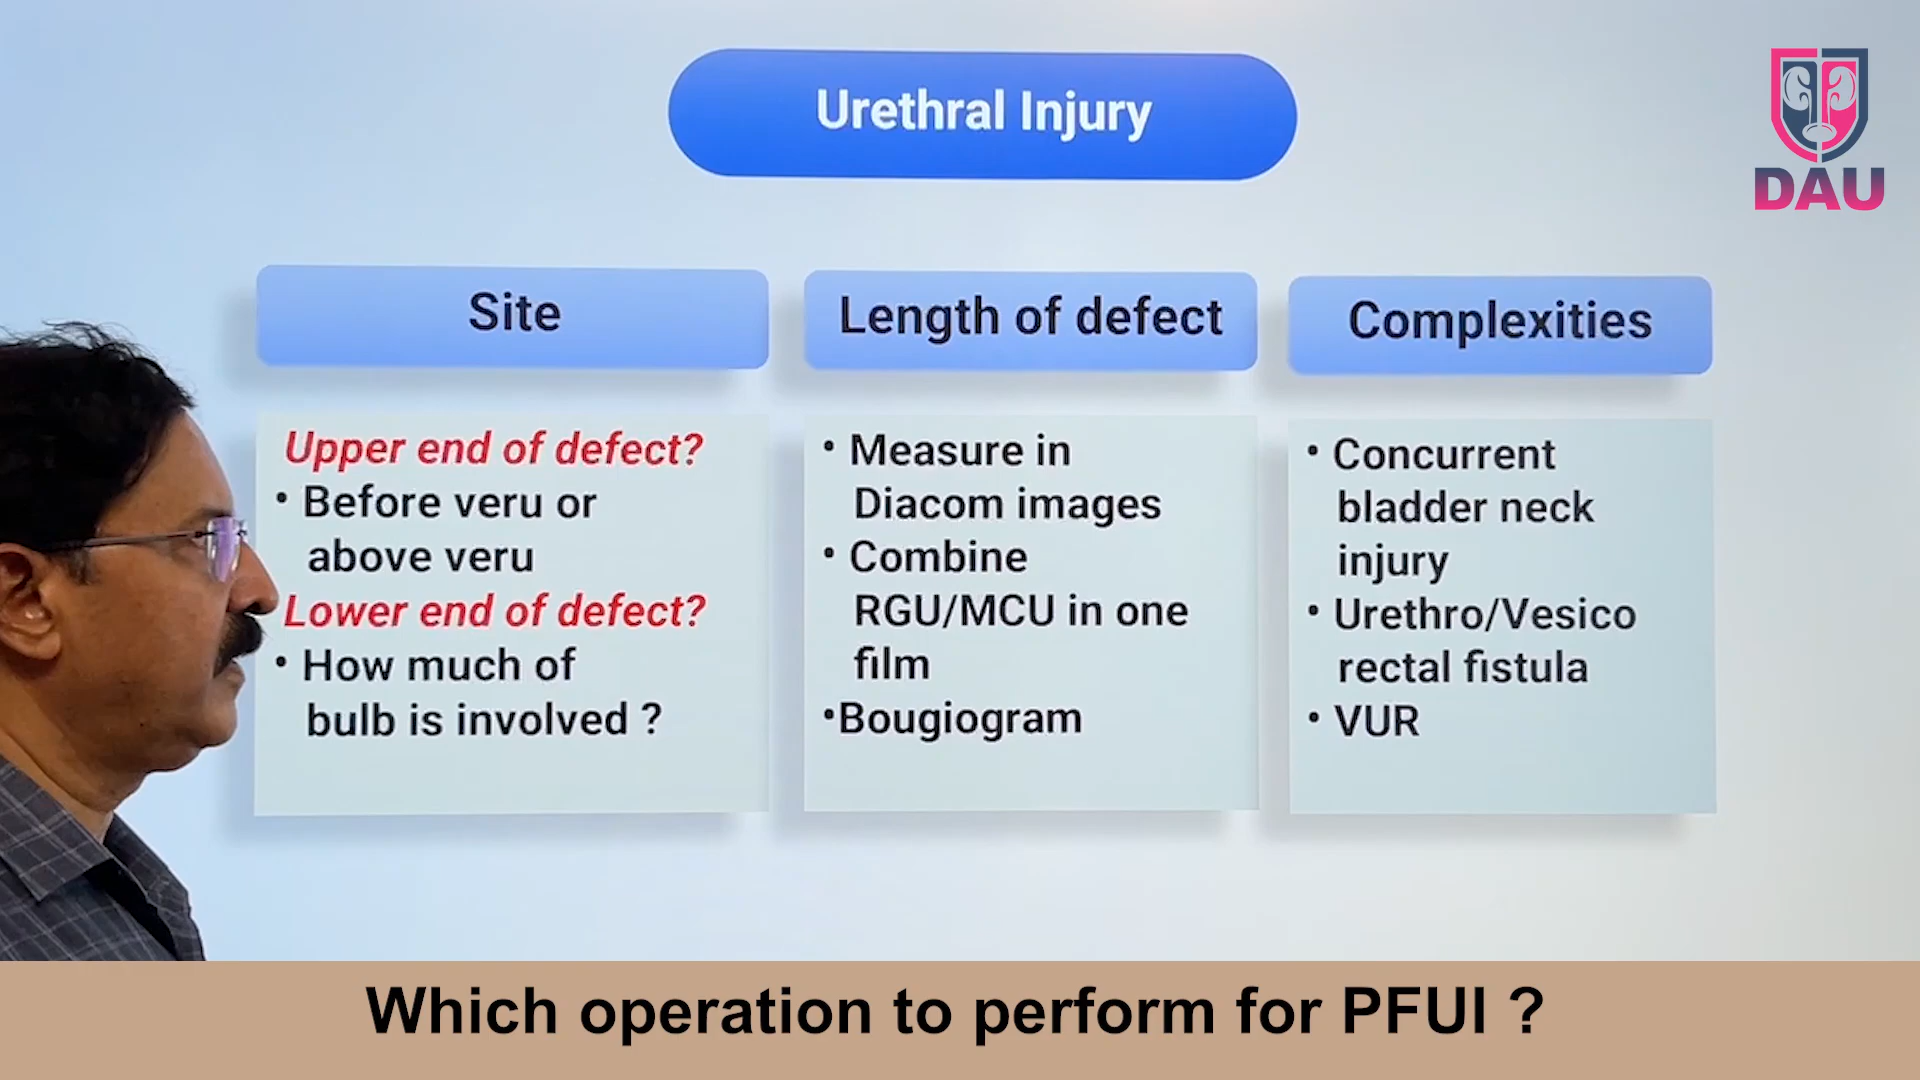 Urethral Injury
DAU
Site
Upper end of defect?
• Before veru or
above veru
Lower end of defect?
• How much of
bulb is involved ?
Length of defect
• Measure in
Diacom images
• Combine
RGU/MCU in one
film
•Bougiogram
Complexities
• Concurrent
bladder neck
injury
• Urethro/Vesico
rectal fistula
• VUR
Which operation to perform for PFUI ?